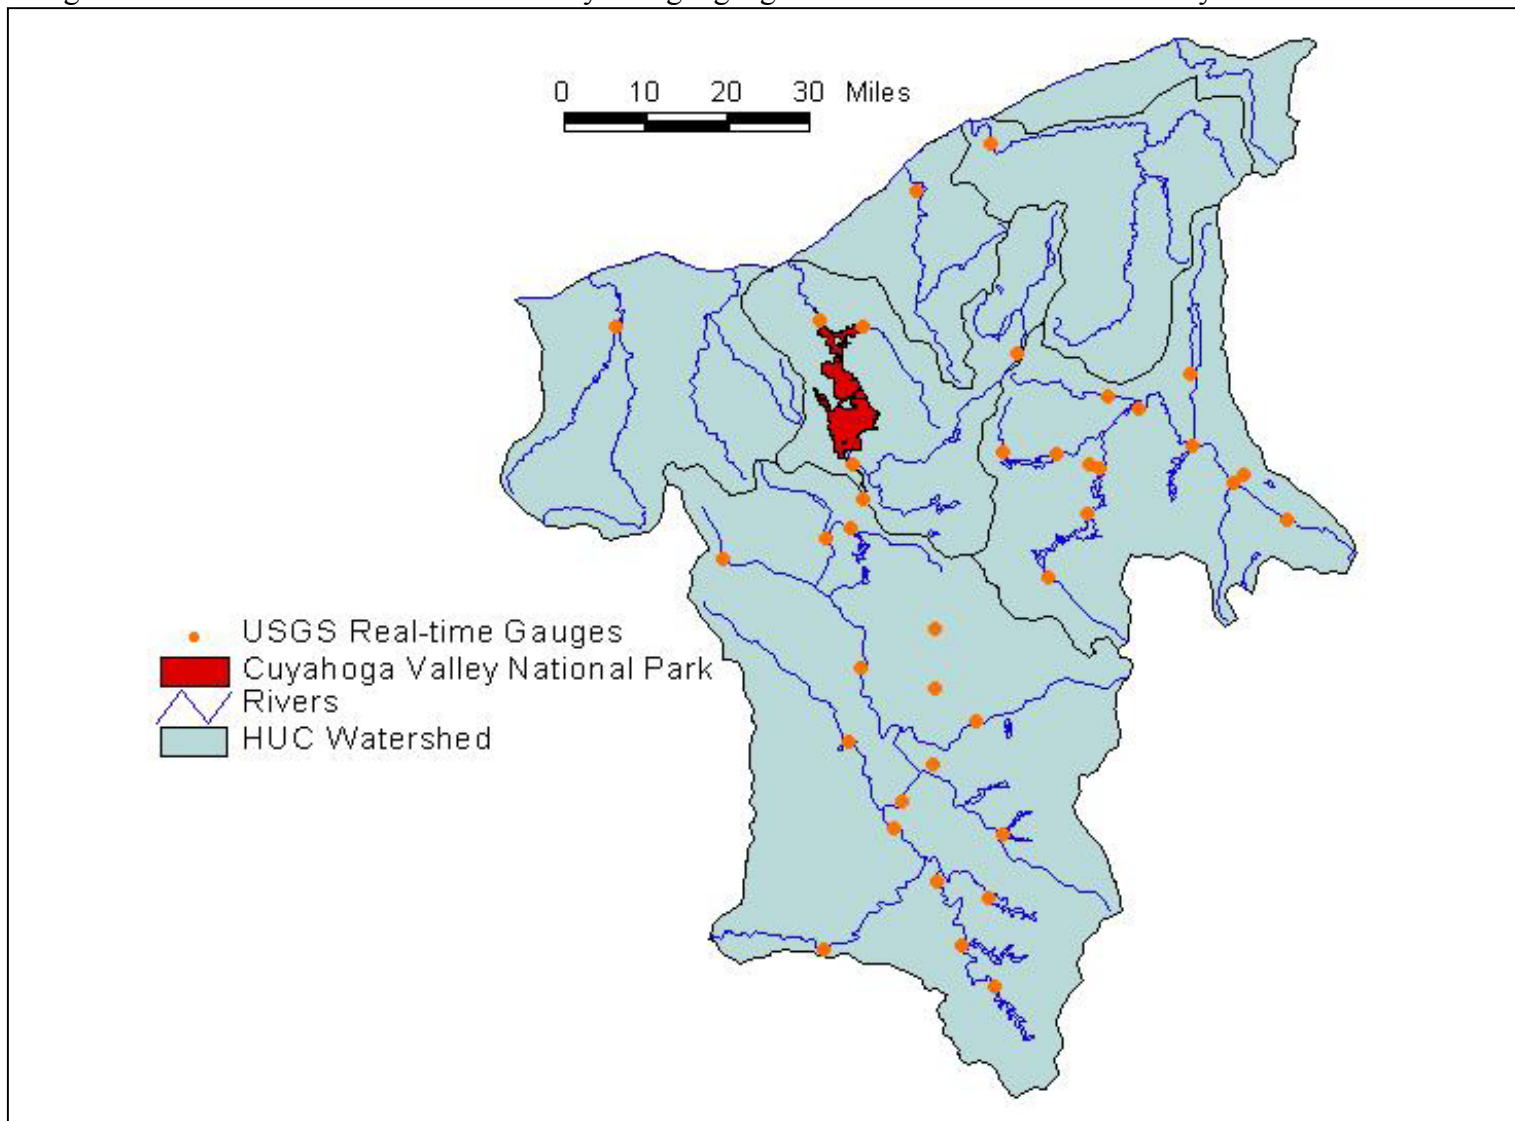 0 10 20 30 Miles
USGS Real-time Gauges
Cuyahoga Valley National Park
Rivers
HUC Watershed